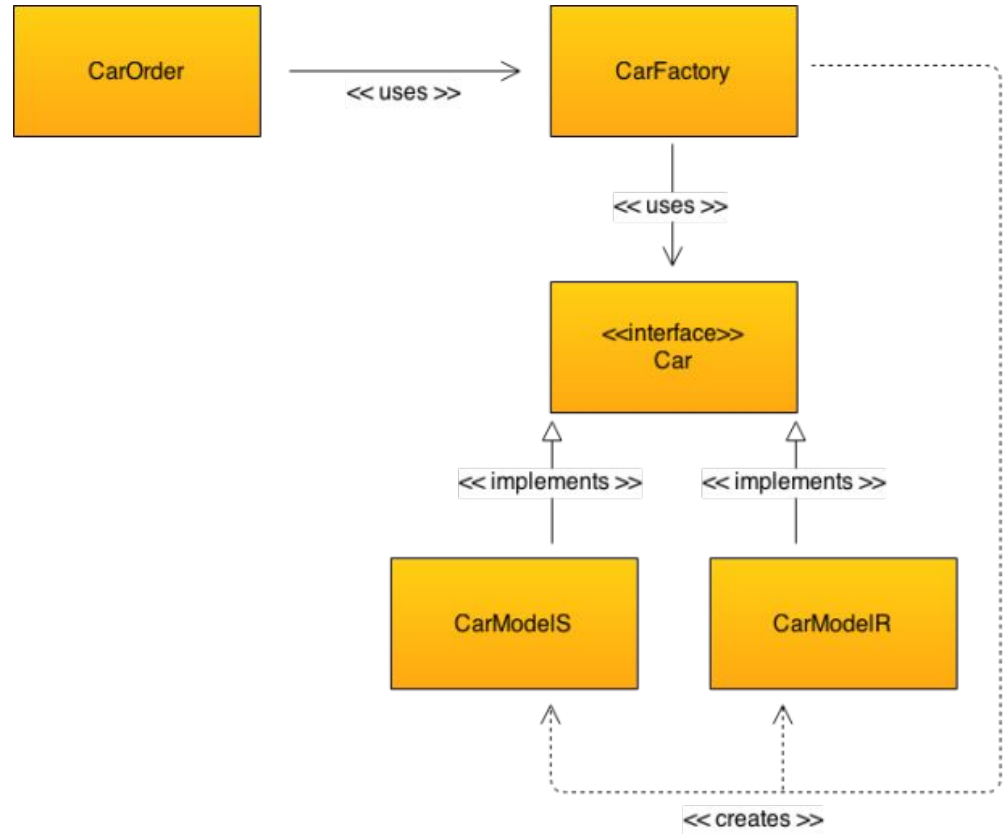 CarOrder
<< uses >>
CarFactory
<< uses >>
<<interface>>
Car
<< implements >>
<< implements >>
CarModelS
CarModelR
<< creates >>